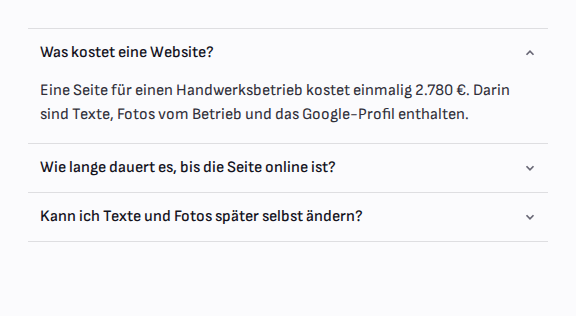 Was kostet eine Website?
Eine Seite für einen Handwerksbetrieb kostet einmalig 2.780 €. Darin
sind Texte, Fotos vom Betrieb und das Google-Profil enthalten.
Wie lange dauert es, bis die Seite online ist?
Kann ich Texte und Fotos später selbst ändern?